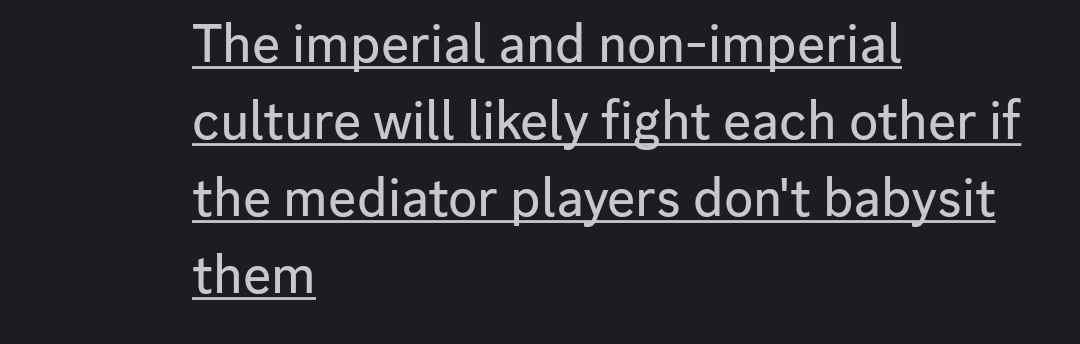 The imperial and non-imperial
culture will likely fight each other if
the mediator players don't babysit
them